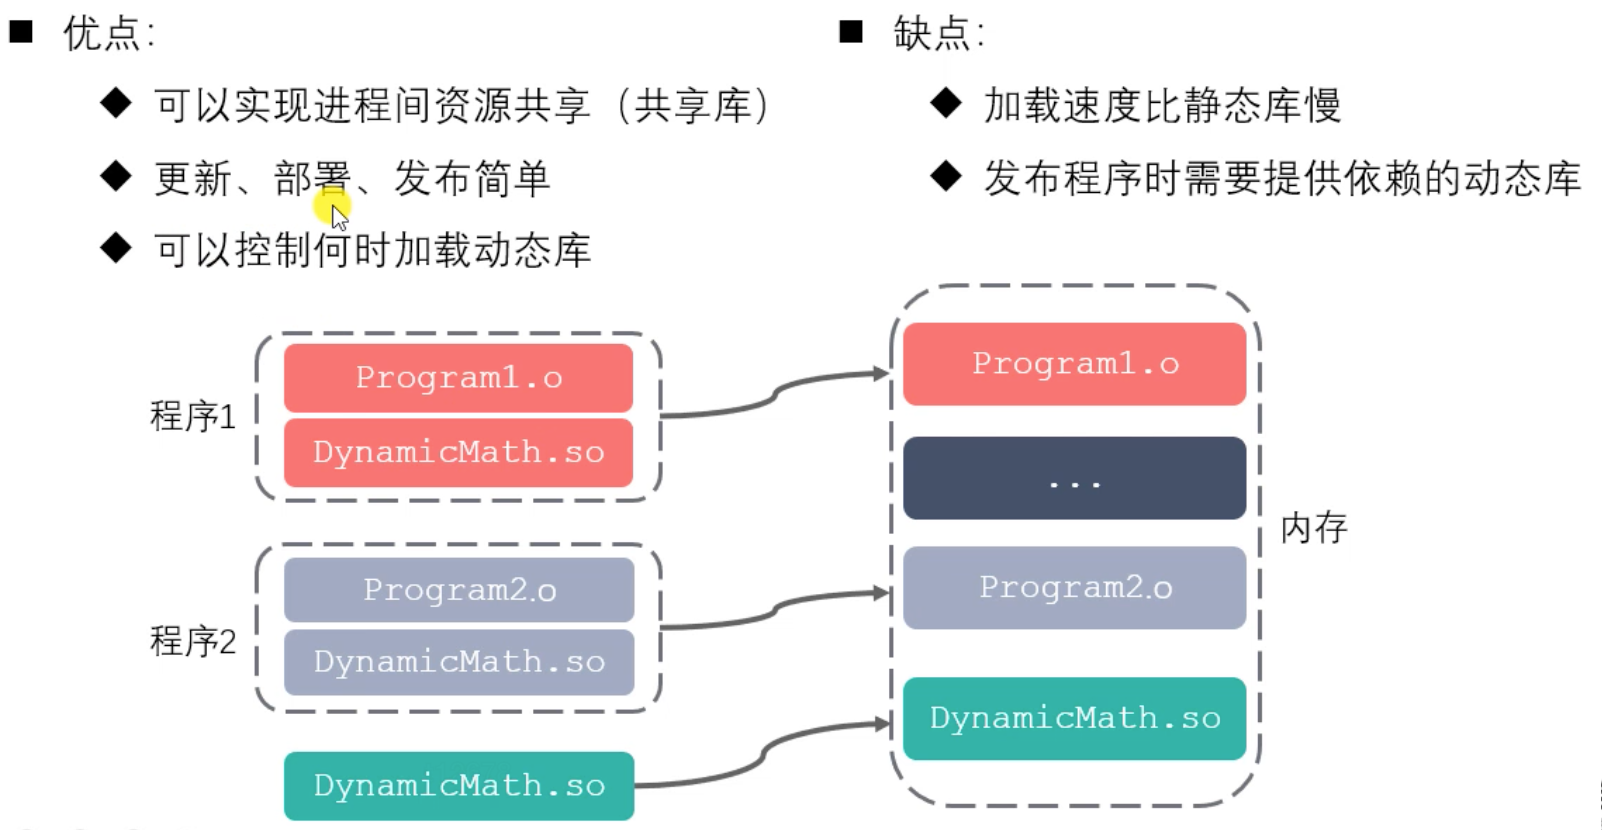 优点:
可以实现进程间资源共享（共享库）
更新、部署、发布简单
可以控制何时加载动态库
缺点:
加载速度比静态库慢
发布程序时需要提供依赖的动态库
程序1
Program1.o
DynamicMath.so
程序2
Program2.o
DynamicMath.so
DynamicMath.so
Program1.o
...
Program2.o
DynamicMath.so
内存